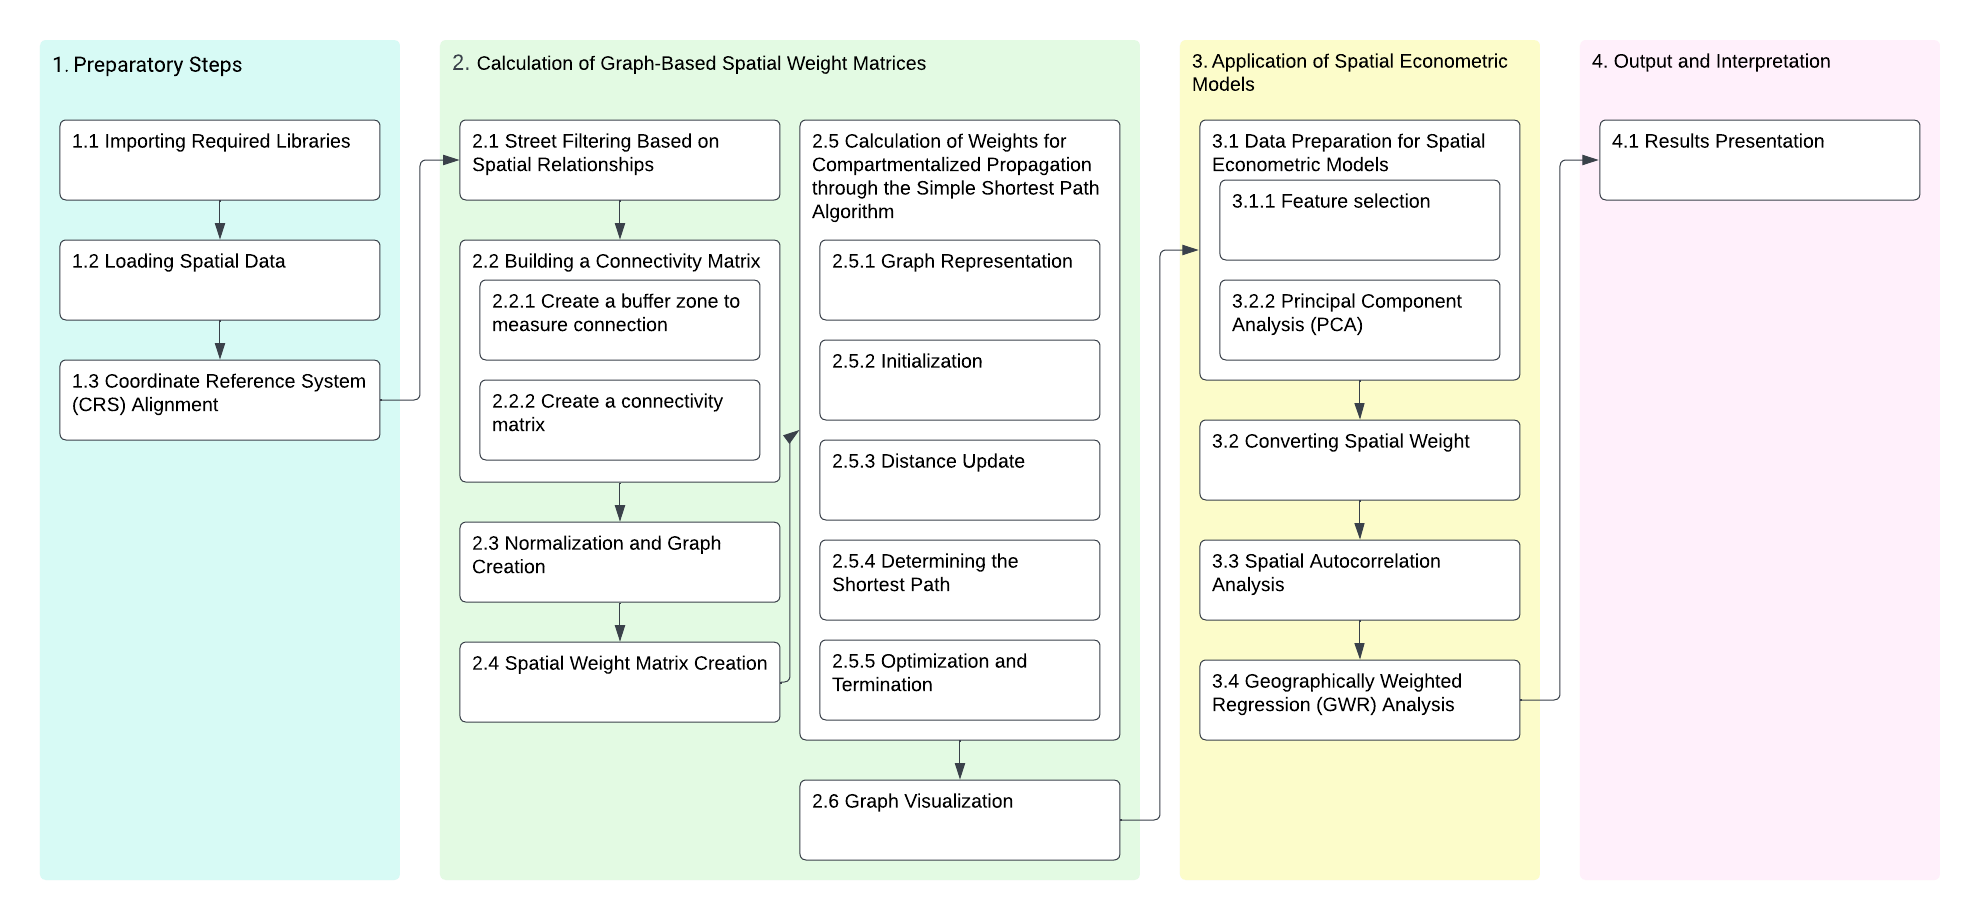 1. Preparatory Steps
1.1 Importing Required Libraries
1.2 Loading Spatial Data
1.3 Coordinate Reference System
(CRS) Alignment
2. Calculation of Graph-Based Spatial Weight Matrices
2.1 Street Filtering Based on
Spatial Relationships
2.2 Building a Connectivity Matrix
2.2.1 Create a buffer zone to
measure connection
2.2.2 Create a connectivity
matrix
2.3 Normalization and Graph
Creation
2.4 Spatial Weight Matrix Creation
2.5 Calculation of Weights for
Compartmentalized Propagation
through the Simple Shortest Path
Algorithm
2.5.1 Graph Representation
2.5.2 Initialization
2.5.3 Distance Update
2.5.4 Determining the
Shortest Path
2.5.5 Optimization and
Termination
2.6 Graph Visualization
3. Application of Spatial Econometric
Models
3.1 Data Preparation for Spatial
Econometric Models
3.1.1 Feature selection
3.2.2 Principal Component
Analysis (PCA)
3.2 Converting Spatial Weight
3.3 Spatial Autocorrelation
Analysis
3.4 Geographically Weighted
Regression (GWR) Analysis
4. Output and Interpretation
4.1 Results Presentation